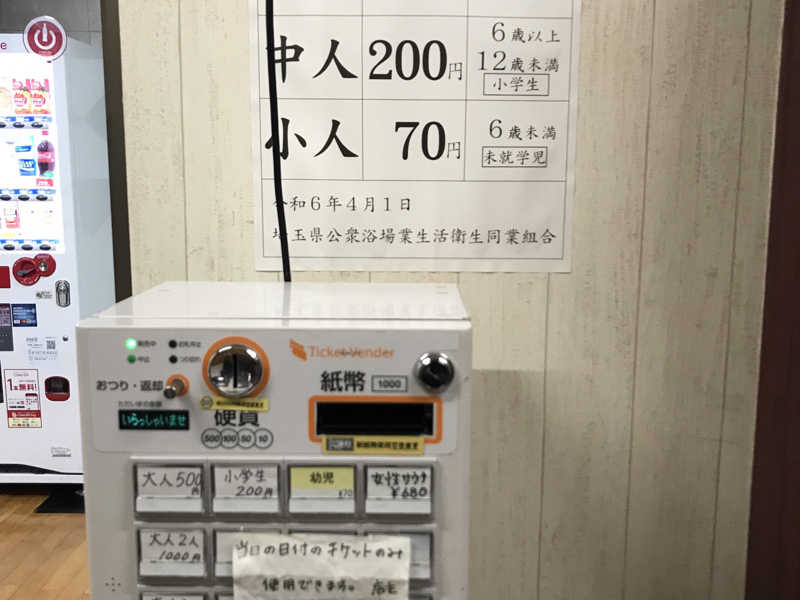 中人 200円 6歳以上
12歳未満
小学生
小人 70円 6歳未満
未就学児
令和6年4月1日
埼玉県公衆浴場業生活衛生同業組合
Ticket Vender
おつり・返却
紙幣 1000
いらっしゃいませ
硬貨
500 100 50 10
大人500円
小学生 200円
幼児 ¥70
女性サウナ ¥680
大人2人 1000円
当日の日付のチケットのみ
使用できます。 店主